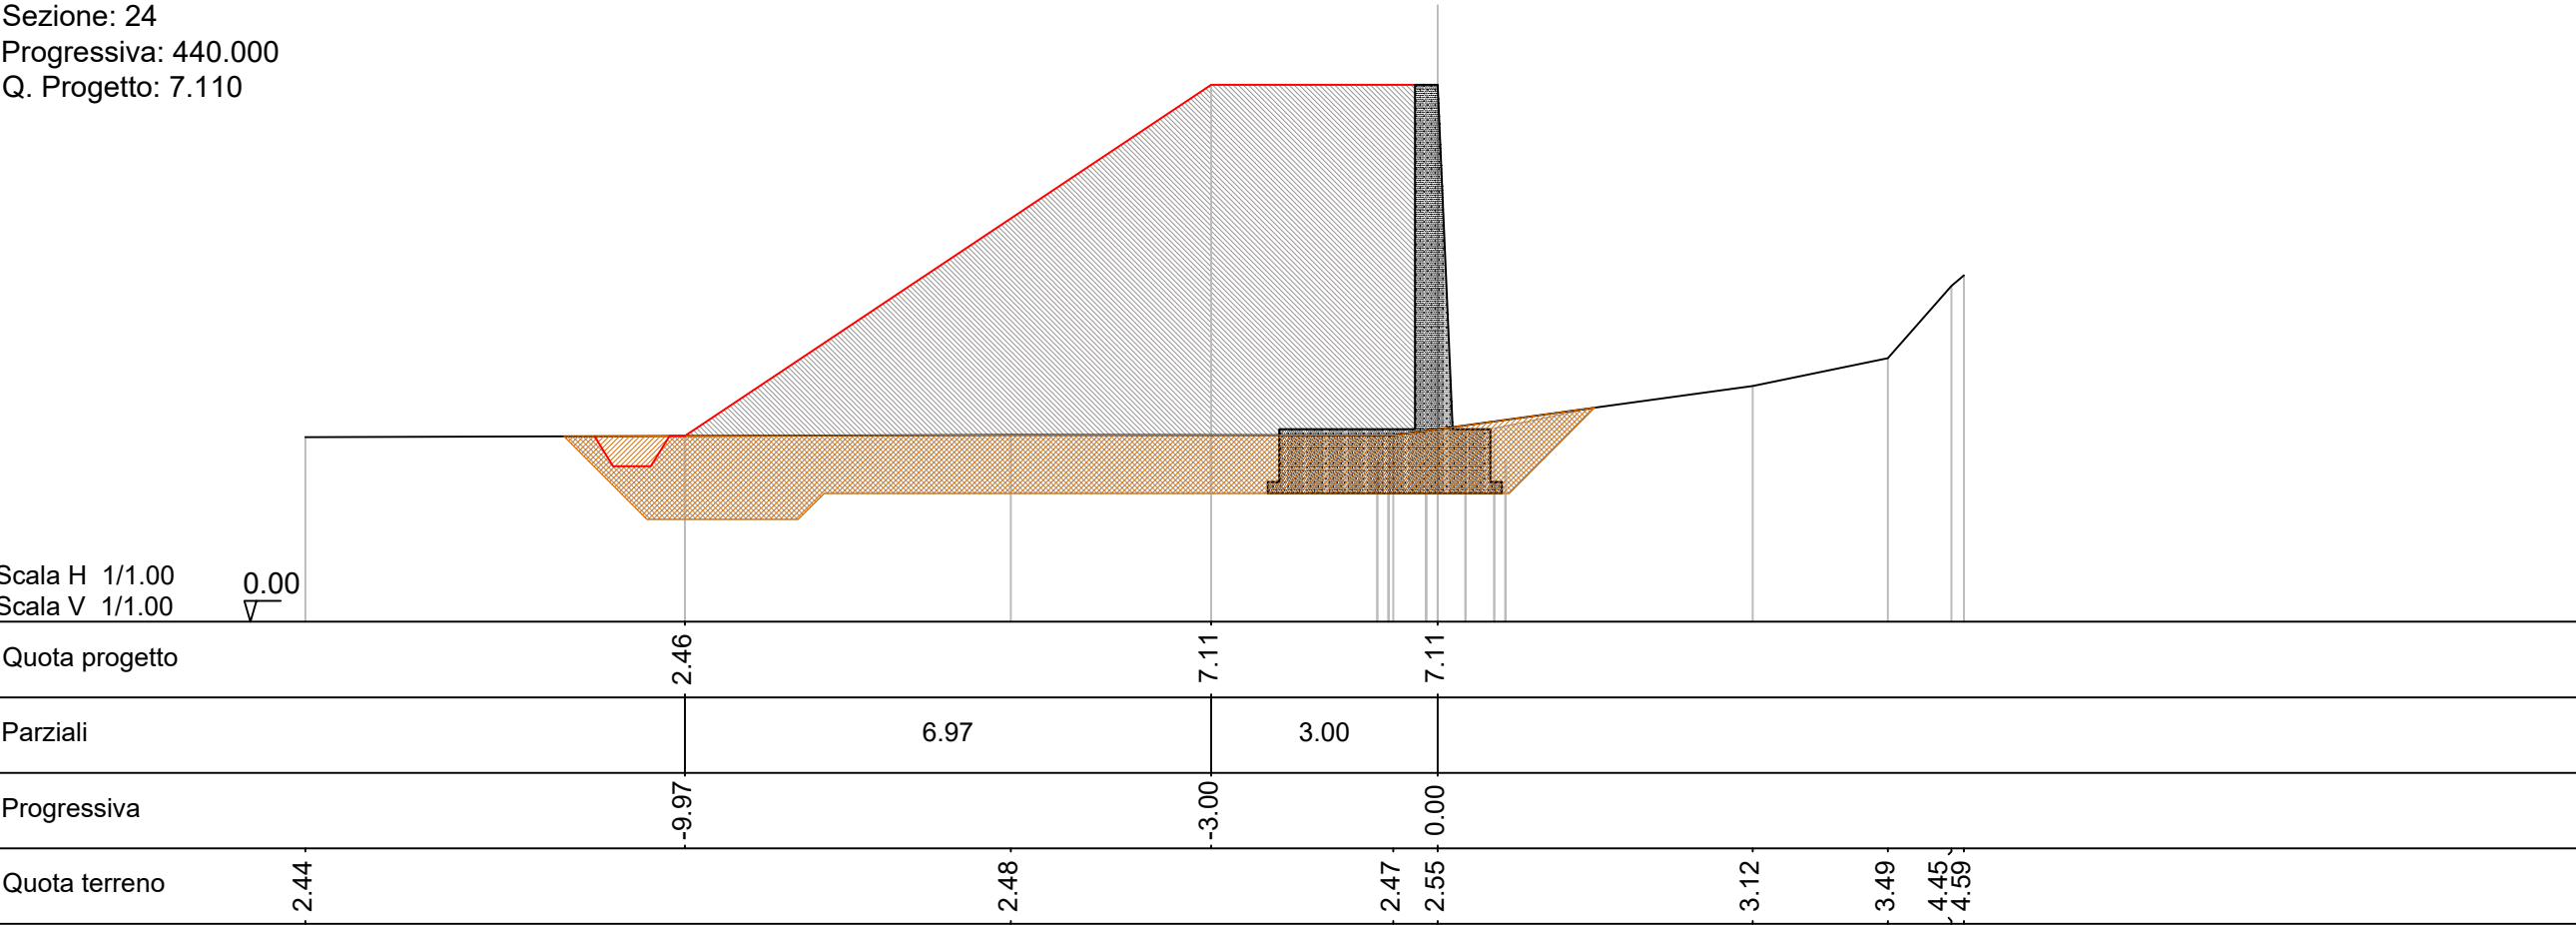 Sezione: 24
Progressiva: 440.000
Q. Progetto: 7.110
Scala H 1/1.00
Scala V 1/1.00
0.00
Quota progetto 2.46 7.11 7.11
Parziali 6.97 3.00
Progressiva -9.97 -3.00 0.00
Quota terreno 2.44 2.48 2.47 2.55 3.12 3.49 4.45 4.59